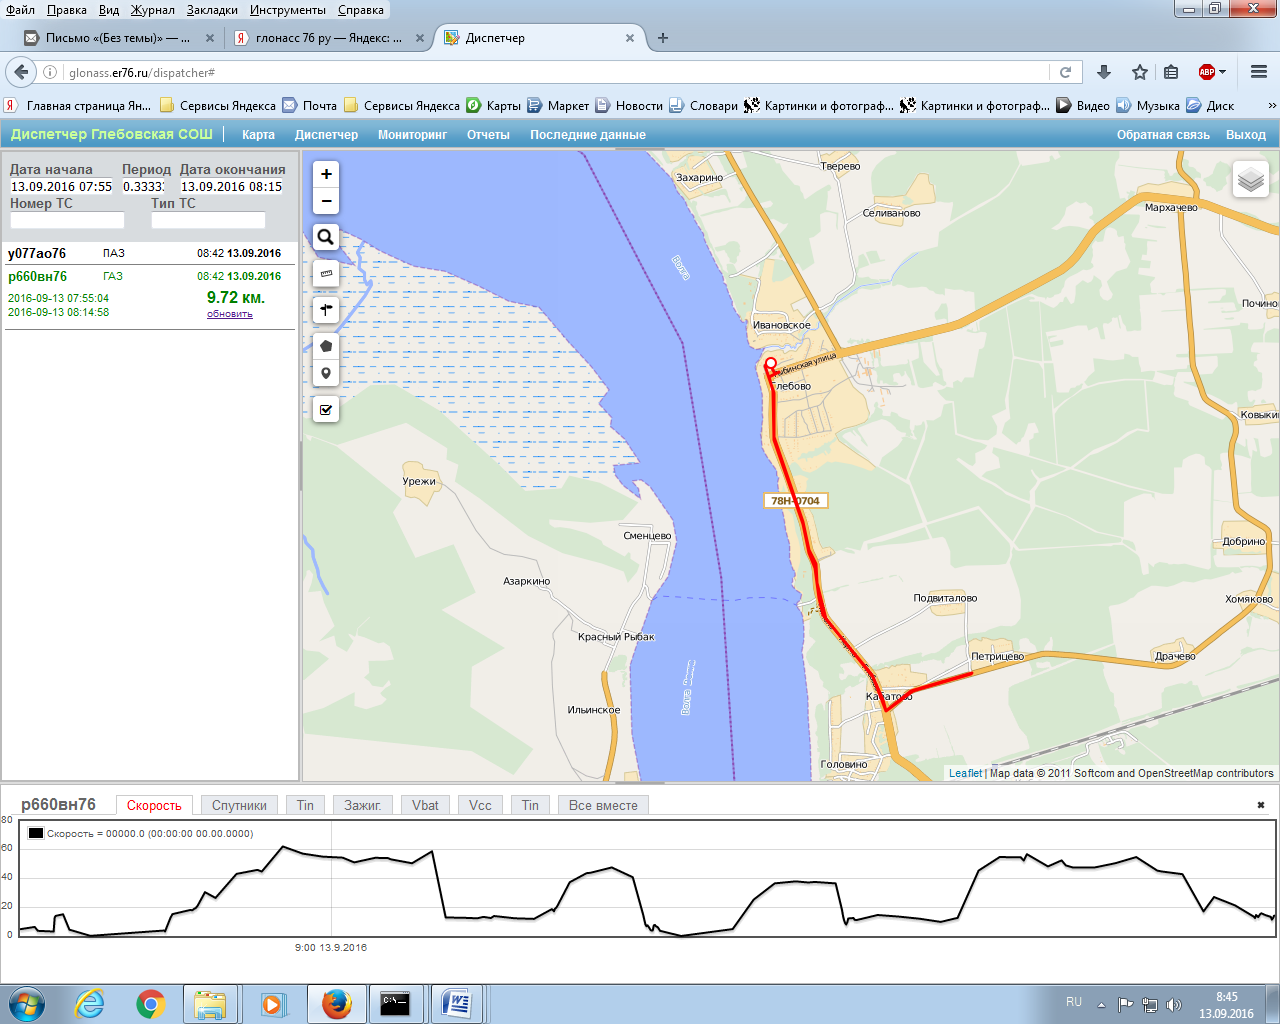 Файл Правка Вид Журнал Закладки Инструменты Справка
Письмо «(Без темы)» — ... × глонасс 76 ру — Яндекс: ... × Диспетчер × +
glonass.er76.ru/dispatcher#
ABP
Главная страница Ян... Сервисы Яндекса Почта Сервисы Яндекса Карты Маркет Новости Словари Картинки и фотограф... Картинки и фотограф... Видео Музыка Диск »
Диспетчер Глебовская СОШ Карта Диспетчер Мониторинг Отчеты Последние данные Обратная связь Выход
Дата начала Период Дата окончания
13.09.2016 07:55 0.3333 13.09.2016 08:15
Номер ТС Тип ТС
у077ао76 ПАЗ 08:42 13.09.2016
р660вн76 ГАЗ 08:42 13.09.2016
2016-09-13 07:55:04 9.72 км.
2016-09-13 08:14:58 обновить
+
−
Тверево
Захарино
Мархачево
Селиваново
Волга
Почино
Ивановское
Глебово
Ковыки
Урежи
78Н-0704
Сменцово
Добрино
Азаркино
Подвиталово
Хомяково
Красный Рыбак
Петрицево
Драчево
Волга
Ильинское
Головино
Leaflet | Map data © 2011 Softcom and OpenStreetMap contributors
р660вн76 Скорость Спутники Tin Зажиг. Vbat Vcc Tin Все вместе
80
60
40
20
0
Скорость = 00000.0 (00:00:00 00.00.0000)
9:00 13.9.2016
RU
8:45
13.09.2016